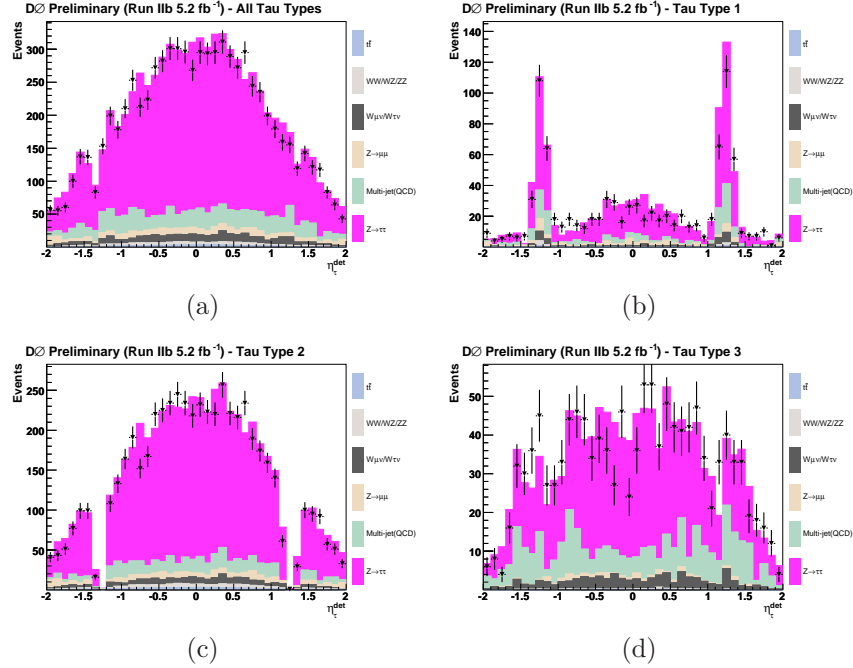 DØ Preliminary (Run IIb 5.2 fb⁻¹) - All Tau Types
Events
300
250
200
150
100
50
-2 -1.5 -1 -0.5 0 0.5 1 1.5 2
η_τ^det
tt̄
WW/WZ/ZZ
Wμν/Wτν
Z→μμ
Multi-jet(QCD)
Z→ττ
(a)
DØ Preliminary (Run IIb 5.2 fb⁻¹) - Tau Type 1
Events
140
120
100
80
60
40
20
-2 -1.5 -1 -0.5 0 0.5 1 1.5 2
η_τ^det
tt̄
WW/WZ/ZZ
Wμν/Wτν
Z→μμ
Multi-jet(QCD)
Z→ττ
(b)
DØ Preliminary (Run IIb 5.2 fb⁻¹) - Tau Type 2
Events
250
200
150
100
50
-2 -1.5 -1 -0.5 0 0.5 1 1.5 2
η_τ^det
tt̄
WW/WZ/ZZ
Wμν/Wτν
Z→μμ
Multi-jet(QCD)
Z→ττ
(c)
DØ Preliminary (Run IIb 5.2 fb⁻¹) - Tau Type 3
Events
50
40
30
20
10
-2 -1.5 -1 -0.5 0 0.5 1 1.5 2
η_τ^det
tt̄
WW/WZ/ZZ
Wμν/Wτν
Z→μμ
Multi-jet(QCD)
Z→ττ
(d)